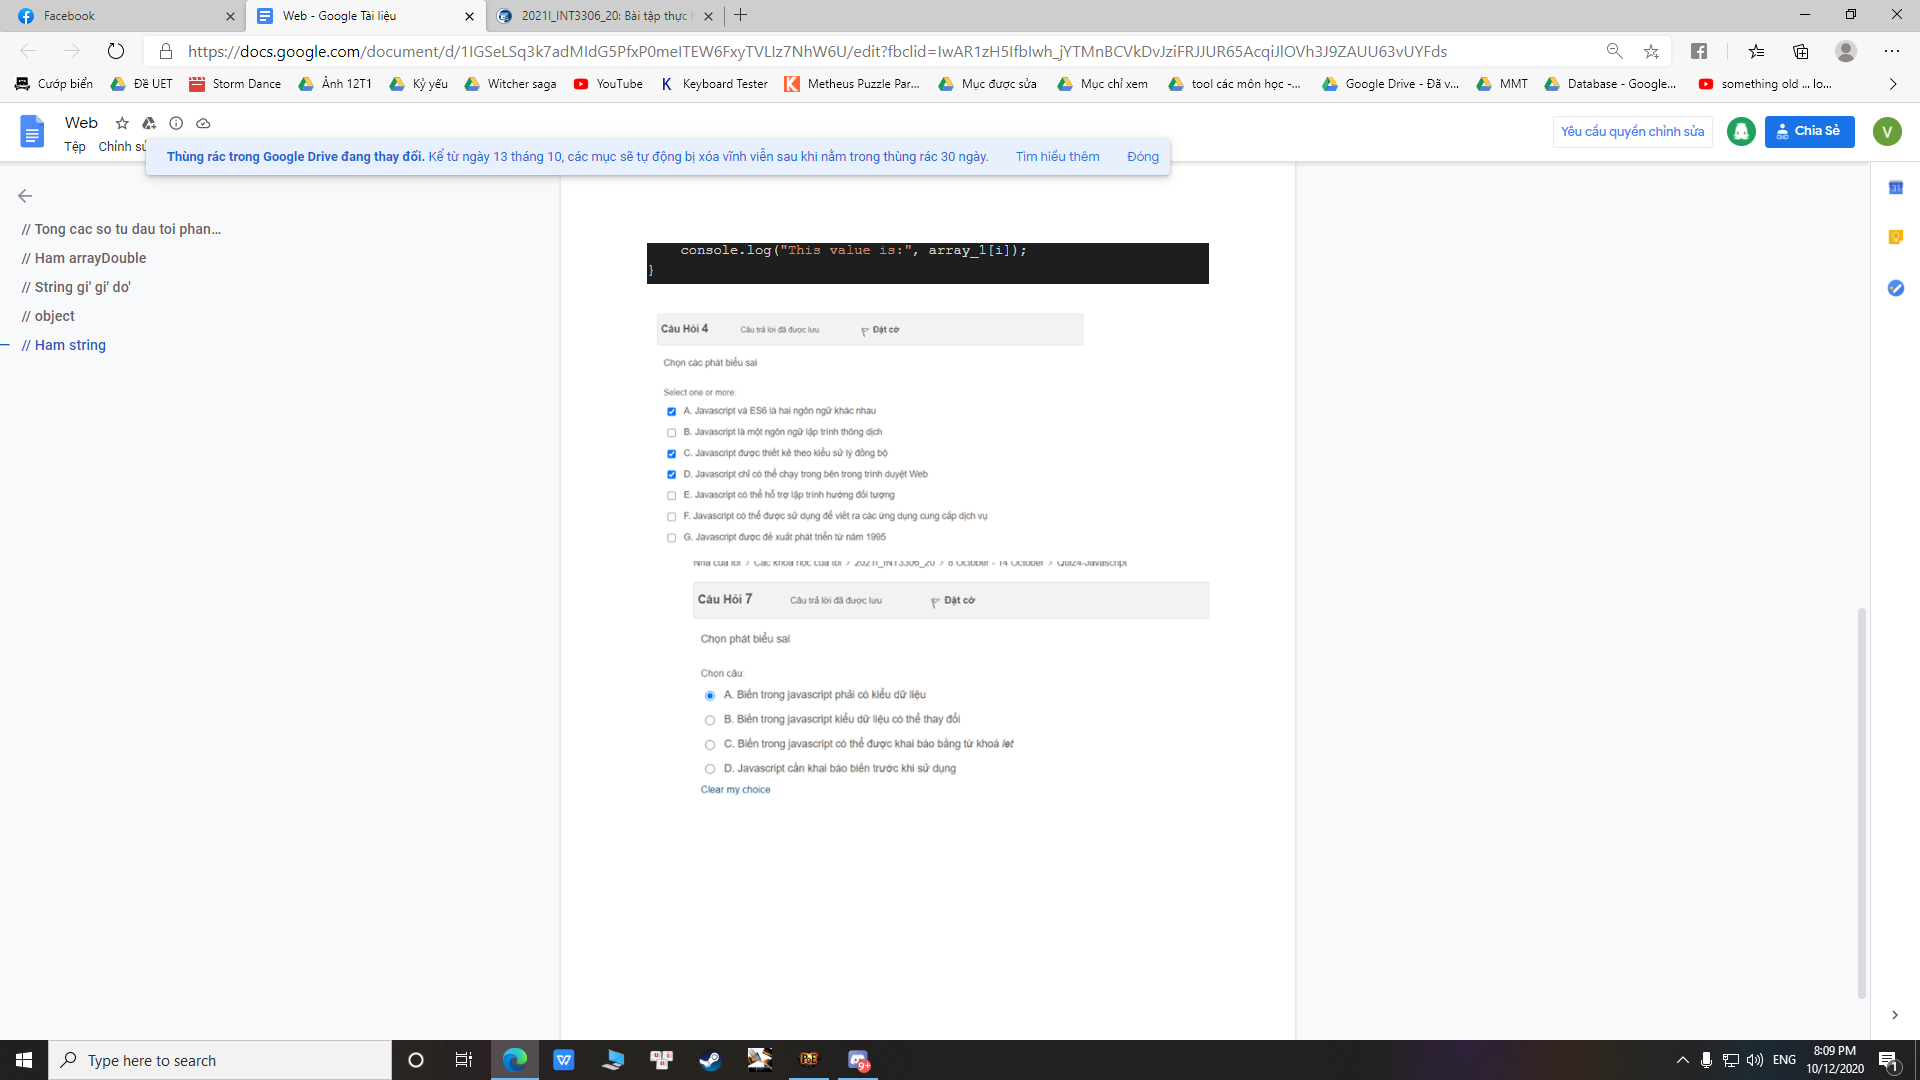 Facebook
Web - Google Tài liệu
2021I_INT3306_20: Bài tập thực
https://docs.google.com/document/d/1IGSeLSq3k7adMIdG5PfxP0meITEW6FxyTVLIz7NhW6U/edit?fbclid=IwAR1zH5IfbIwh_jYTMnBCVkDvJziFRJJUR65AcqiJlOVh3J9ZAUU63vUYFds
Cướp biển
Đề UET
Storm Dance
Ảnh 12T1
Kỷ yếu
Witcher saga
YouTube
Keyboard Tester
Metheus Puzzle Par...
Mục được sửa
Mục chỉ xem
tool các môn học -...
Google Drive - Đã v...
MMT
Database - Google...
something old ... lo...
Web
Tệp Chỉnh sử
Yêu cầu quyền chỉnh sửa
Chia Sẻ
V
Thùng rác trong Google Drive đang thay đổi. Kể từ ngày 13 tháng 10, các mục sẽ tự động bị xóa vĩnh viễn sau khi nằm trong thùng rác 30 ngày. Tìm hiểu thêm Đóng
// Tong cac so tu dau toi phan...
// Ham arrayDouble
// String gi' gi' do'
// object
// Ham string
console.log("This value is:", array_1[i]);
}
Câu Hỏi 4 Câu trả lời đã được lưu Đặt cờ
Chọn các phát biểu sai
Select one or more:
A. Javascript và ES6 là hai ngôn ngữ khác nhau
B. Javascript là một ngôn ngữ lập trình thông dịch
C. Javascript được thiết kế theo kiểu sử lý đồng bộ
D. Javascript chỉ có thể chạy trong bên trong trình duyệt Web
E. Javascript có thể hỗ trợ lập trình hướng đối tượng
F. Javascript có thể được sử dụng để viết ra các ứng dụng cung cấp dịch vụ
G. Javascript được đề xuất phát triển từ năm 1995
Nhà của tôi > Các khoá học của tôi > 2021I_INT3306_20 > 8 October - 14 October > Quiz4-Javascript
Câu Hỏi 7 Câu trả lời đã được lưu Đặt cờ
Chọn phát biểu sai
Chọn câu:
A. Biến trong javascript phải có kiểu dữ liệu
B. Biến trong javascript kiểu dữ liệu có thể thay đổi
C. Biến trong javascript có thể được khai báo bằng từ khoá let
D. Javascript cần khai báo biến trước khi sử dụng
Clear my choice
31
Type here to search
9+
ENG
8:09 PM
10/12/2020
1